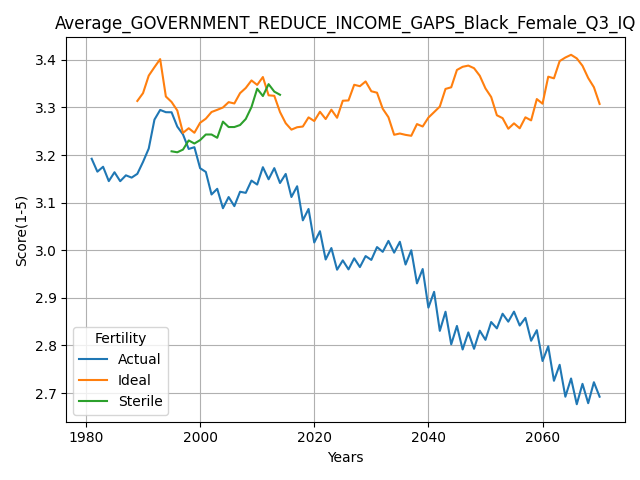 Average_GOVERNMENT_REDUCE_INCOME_GAPS_Black_Female_Q3_IQ
3.4
3.3
3.2
3.1
3.0
2.9
2.8
2.7
Score(1-5)
Fertility
Actual
Ideal
Sterile
1980 2000 2020 2040 2060
Years